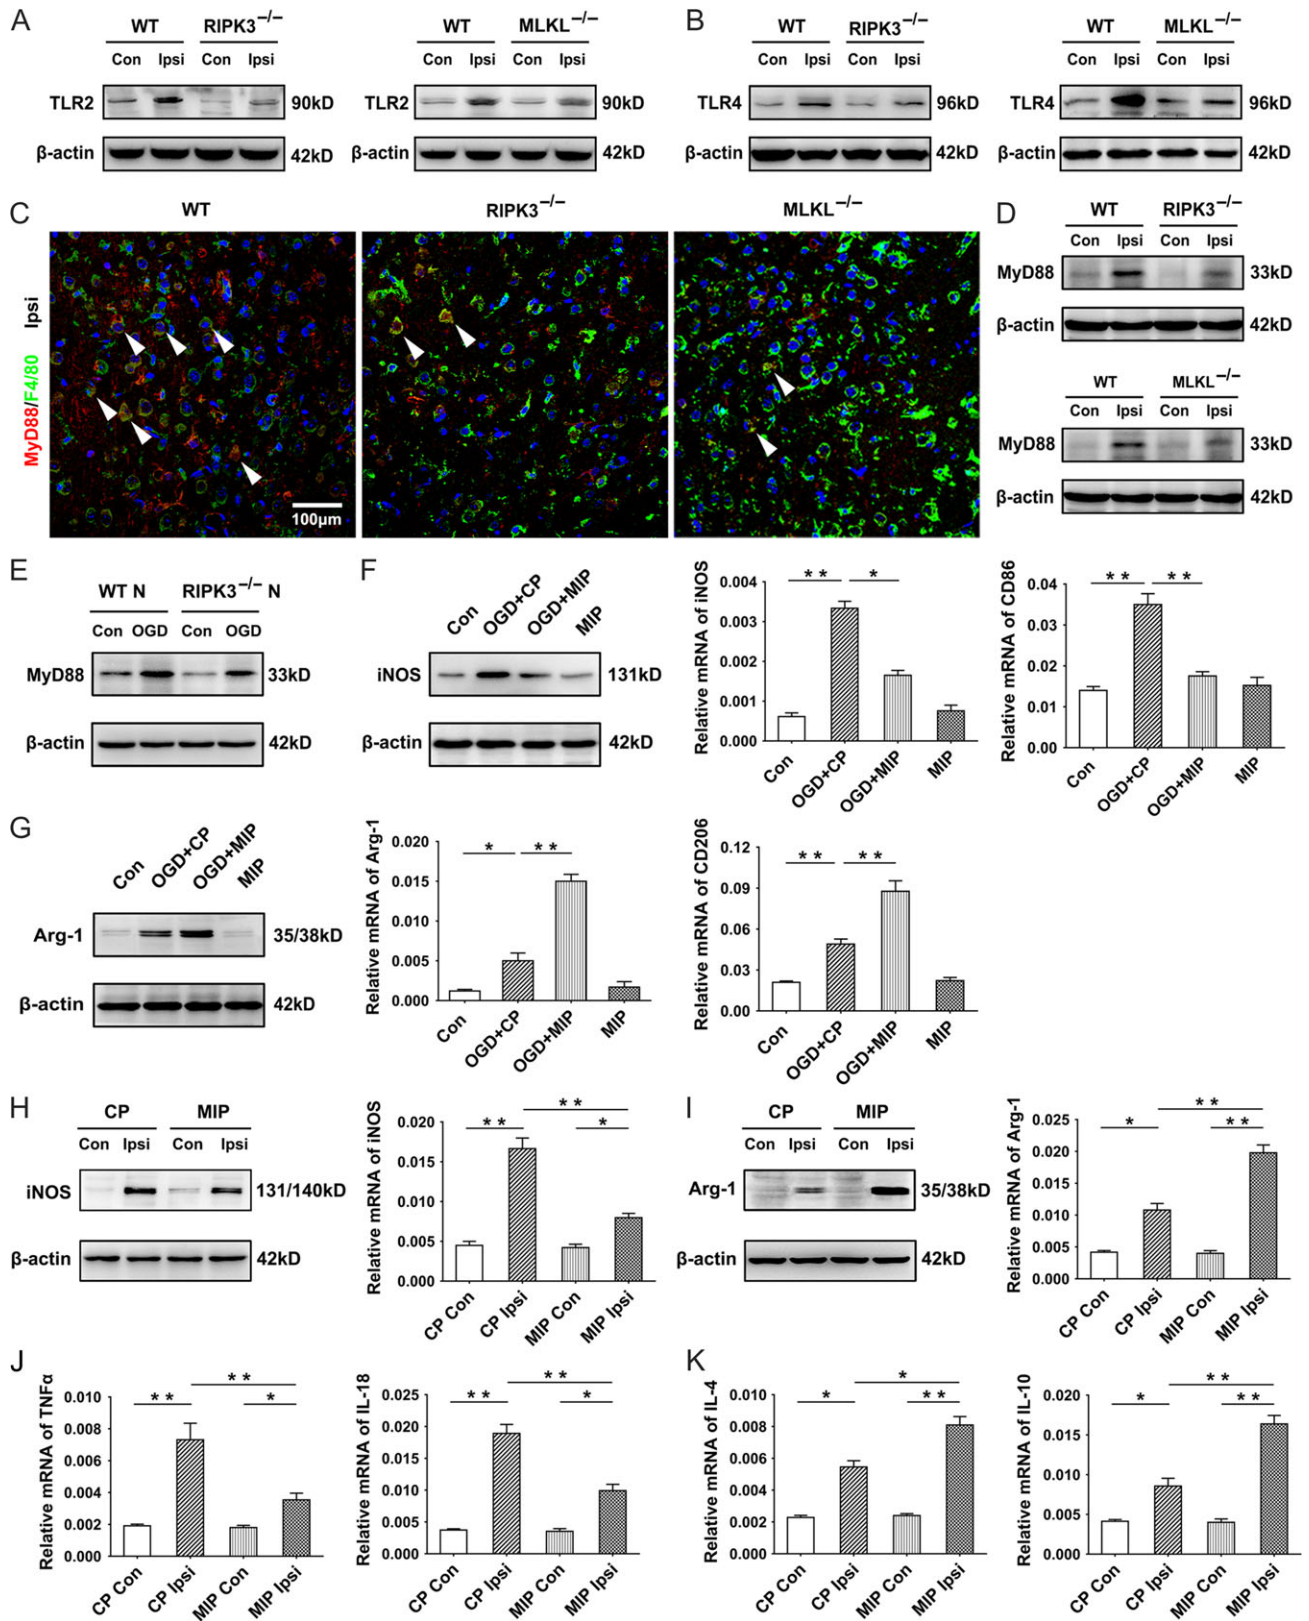 A
WT RIPK3−/−
Con Ipsi Con Ipsi
TLR2 90kD
β-actin 42kD
WT MLKL−/−
Con Ipsi Con Ipsi
TLR2 90kD
β-actin 42kD
B
WT RIPK3−/−
Con Ipsi Con Ipsi
TLR4 96kD
β-actin 42kD
WT MLKL−/−
Con Ipsi Con Ipsi
TLR4 96kD
β-actin 42kD
C
WT RIPK3−/− MLKL−/−
MyD88/F4/80 Ipsi
100μm
D
WT RIPK3−/−
Con Ipsi Con Ipsi
MyD88 33kD
β-actin 42kD
WT MLKL−/−
Con Ipsi Con Ipsi
MyD88 33kD
β-actin 42kD
E
WT N RIPK3−/− N
Con OGD Con OGD
MyD88 33kD
β-actin 42kD
F
Con OGD+CP OGD+MIP MIP
iNOS 131kD
β-actin 42kD
Relative mRNA of iNOS
0.004
0.003
0.002
0.001
0.000
** *
Con OGD+CP OGD+MIP MIP
Relative mRNA of CD86
0.04
0.03
0.02
0.01
0.00
** **
Con OGD+CP OGD+MIP MIP
G
Con OGD+CP OGD+MIP MIP
Arg-1 35/38kD
β-actin 42kD
Relative mRNA of Arg-1
0.020
0.015
0.010
0.005
0.000
* **
Con OGD+CP OGD+MIP MIP
Relative mRNA of CD206
0.12
0.09
0.06
0.03
0.00
** **
Con OGD+CP OGD+MIP MIP
H
CP MIP
Con Ipsi Con Ipsi
iNOS 131/140kD
β-actin 42kD
Relative mRNA of iNOS
0.020
0.015
0.010
0.005
0.000
**
** *
CP Con CP Ipsi MIP Con MIP Ipsi
I
CP MIP
Con Ipsi Con Ipsi
Arg-1 35/38kD
β-actin 42kD
Relative mRNA of Arg-1
0.025
0.020
0.015
0.010
0.005
0.000
**
* **
CP Con CP Ipsi MIP Con MIP Ipsi
J
Relative mRNA of TNFα
0.010
0.008
0.006
0.004
0.002
0.000
**
** *
CP Con CP Ipsi MIP Con MIP Ipsi
Relative mRNA of IL-18
0.025
0.020
0.015
0.010
0.005
0.000
**
** *
CP Con CP Ipsi MIP Con MIP Ipsi
K
Relative mRNA of IL-4
0.010
0.008
0.006
0.004
0.002
0.000
*
* **
CP Con CP Ipsi MIP Con MIP Ipsi
Relative mRNA of IL-10
0.020
0.015
0.010
0.005
0.000
**
* **
CP Con CP Ipsi MIP Con MIP Ipsi